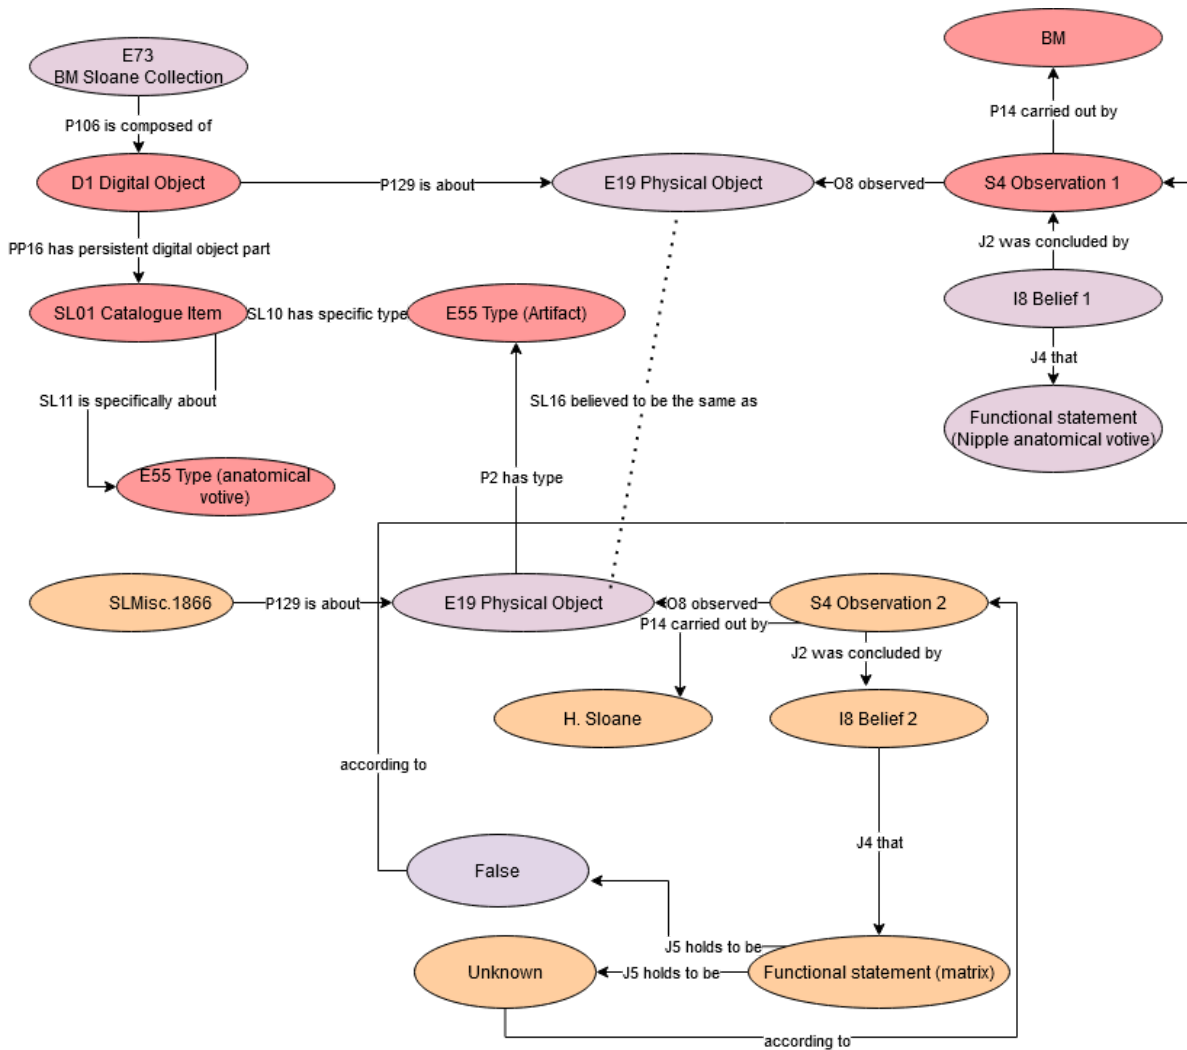 E73
BM Sloane Collection
BM
P106 is composed of
P14 carried out by
D1 Digital Object
P129 is about
E19 Physical Object
O8 observed
S4 Observation 1
PP16 has persistent digital object part
J2 was concluded by
SL01 Catalogue Item
SL10 has specific type
E55 Type (Artifact)
I8 Belief 1
J4 that
SL11 is specifically about
SL16 believed to be the same as
Functional statement
(Nipple anatomical votive)
E55 Type (anatomical
votive)
P2 has type
SLMisc.1866
P129 is about
E19 Physical Object
O8 observed
S4 Observation 2
P14 carried out by
J2 was concluded by
H. Sloane
I8 Belief 2
according to
J4 that
False
J5 holds to be
Unknown
J5 holds to be
Functional statement (matrix)
according to